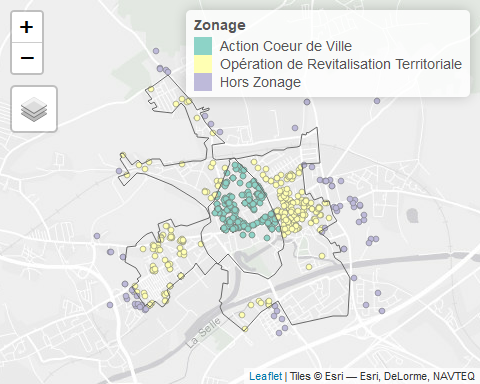 +
−
Zonage
Action Coeur de Ville
Opération de Revitalisation Territoriale
Hors Zonage
La Selle
Leaflet | Tiles © Esri — Esri, DeLorme, NAVTEQ